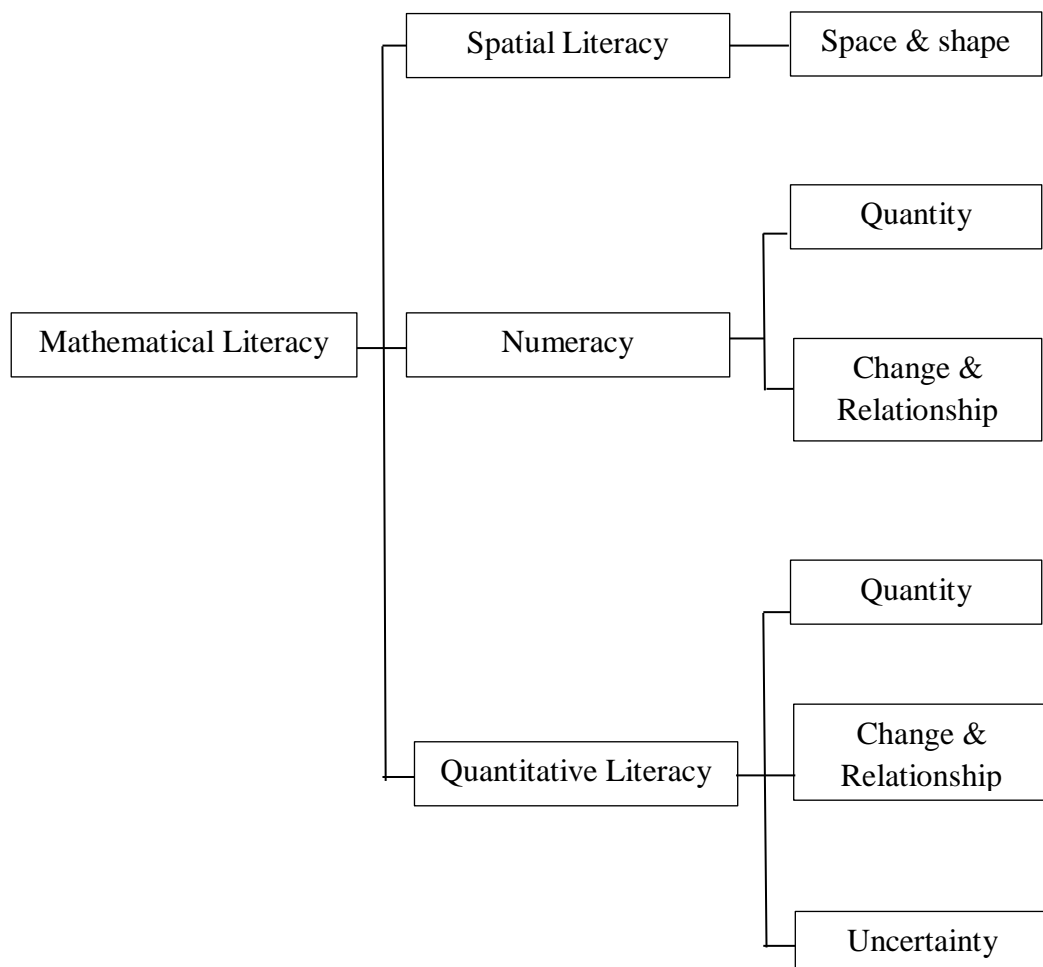 Spatial Literacy
Space & shape
Quantity
Mathematical Literacy
Numeracy
Change &
Relationship
Quantity
Quantitative Literacy
Change &
Relationship
Uncertainty